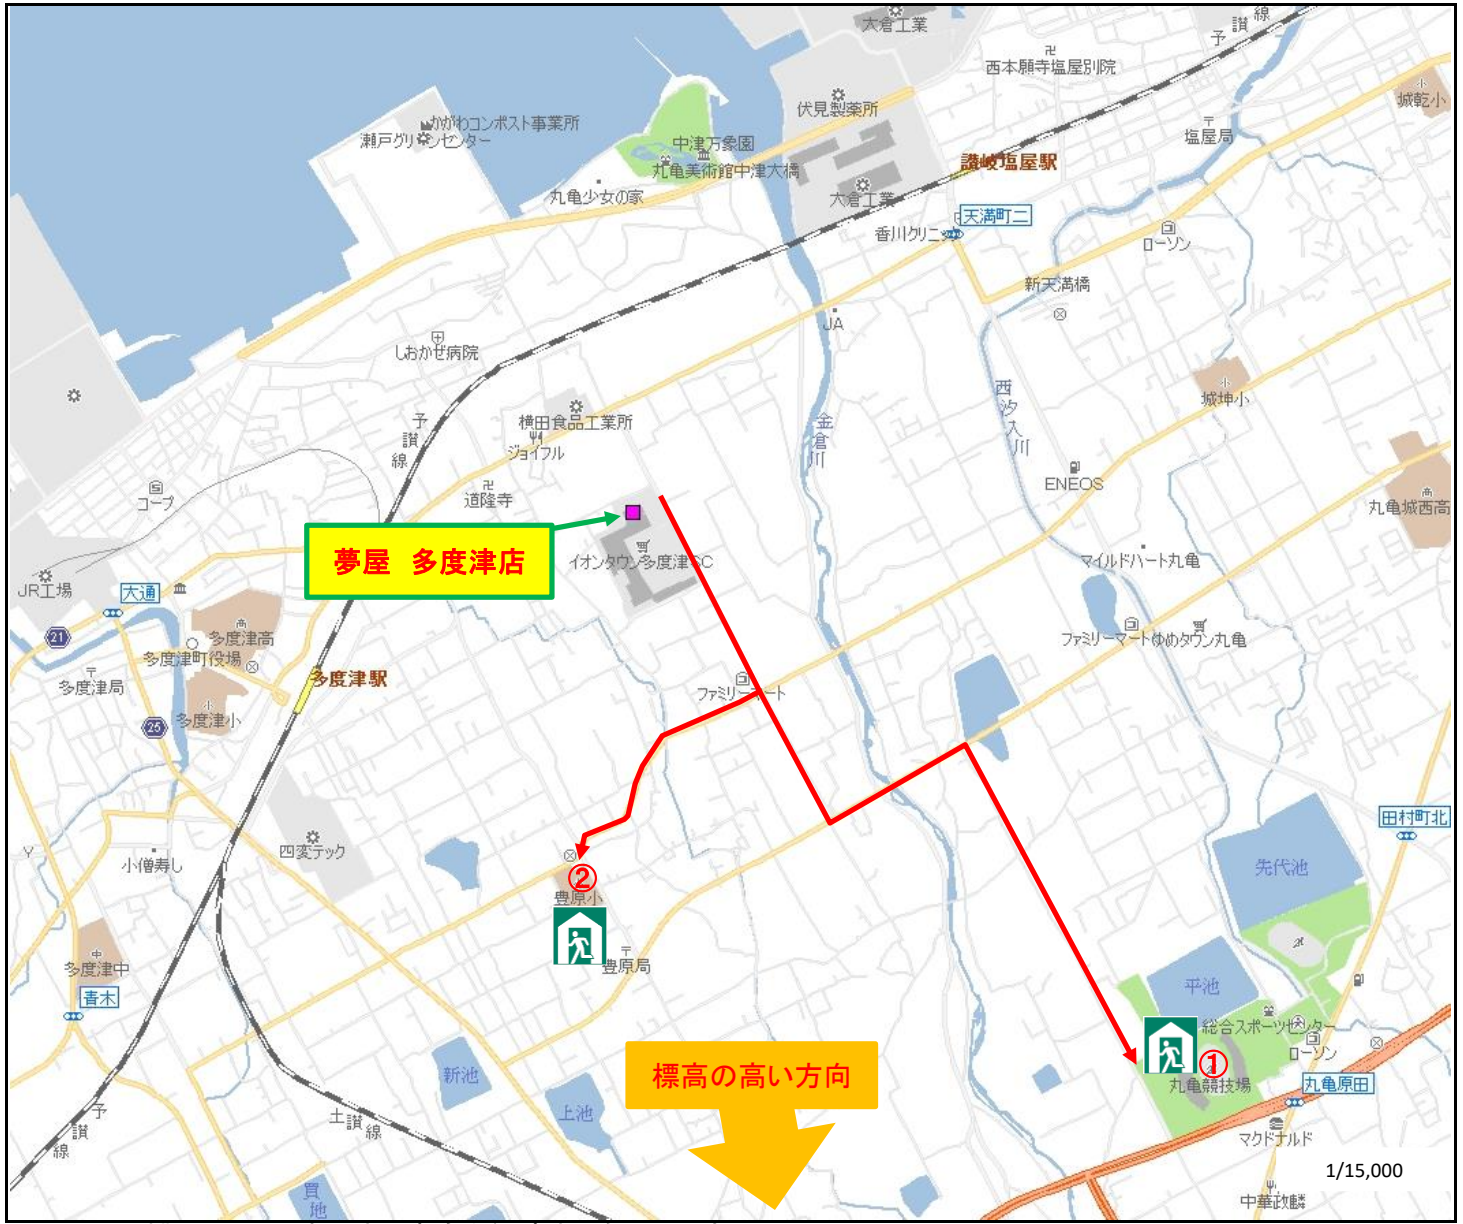 大倉工業
予讃線
西本願寺塩屋別院
城乾小
伏見製薬所
かがわコンポスト事業所
瀬戸グリーンセンター
塩屋局
中津万象園
丸亀美術館中津大橋
讃岐塩屋駅
丸亀少女の家
大倉工業
天満町二
香川クリニック
ローソン
新天満橋
JA
しおかぜ病院
城坤小
西汐入川
金倉川
予讃線
横田食品工業所
ジョイフル
ENEOS
道隆寺
コープ
丸亀城西高
夢屋 多度津店
イオンタウン多度津SC
マイルドハート丸亀
JR工場
大通
21
多度津高
多度津町役場
ファミリーマートゆめタウン丸亀
多度津局
多度津駅
ファミリーマート
多度津小
25
田村町北
四変テック
小僧寿し
先代池
②
豊原小
豊原局
多度津中
青木
平池
総合スポーツセンター
ローソン
①
丸亀競技場
丸亀原田
標高の高い方向
新池
上池
土讃線
予讃線
マクドナルド
1/15,000
買地
中華政麟